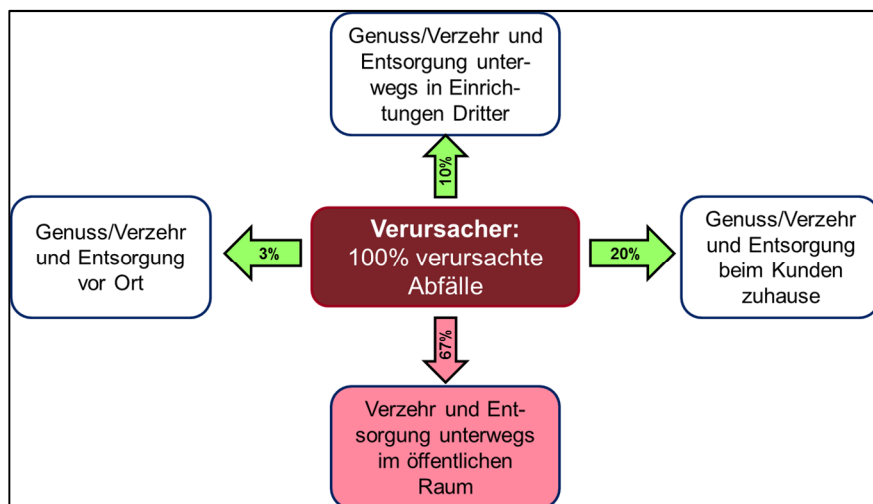 Genuss/Verzehr und
Entsorgung unter-
wegs in Einrich-
tungen Dritter
10%
Genuss/Verzehr
und Entsorgung
vor Ort
3%
Verursacher:
100% verursachte
Abfälle
20%
Genuss/Verzehr
und Entsorgung
beim Kunden
zuhause
67%
Verzehr und Ent-
sorgung unterwegs
im öffentlichen
Raum